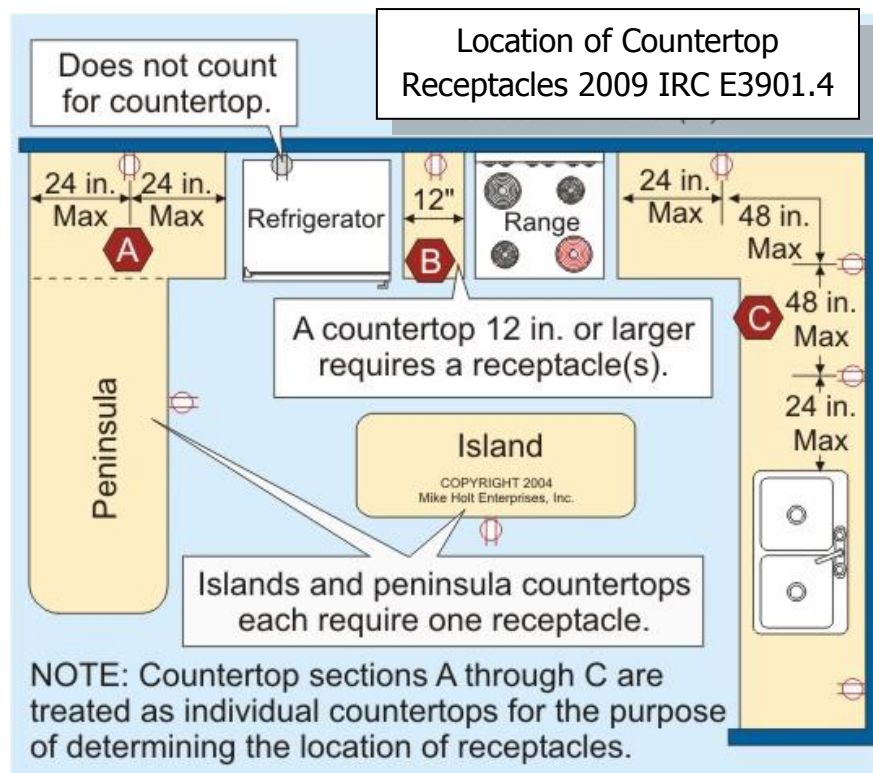 Location of Countertop
Receptacles 2009 IRC E3901.4
Does not count
for countertop.
24 in.
Max
24 in.
Max
A
Refrigerator
12"
B
Range
24 in.
Max
48 in.
Max
C
48 in.
Max
24 in.
Max
A countertop 12 in. or larger
requires a receptacle(s).
Peninsula
Island
COPYRIGHT 2004
Mike Holt Enterprises, Inc.
Islands and peninsula countertops
each require one receptacle.
NOTE: Countertop sections A through C are
treated as individual countertops for the purpose
of determining the location of receptacles.